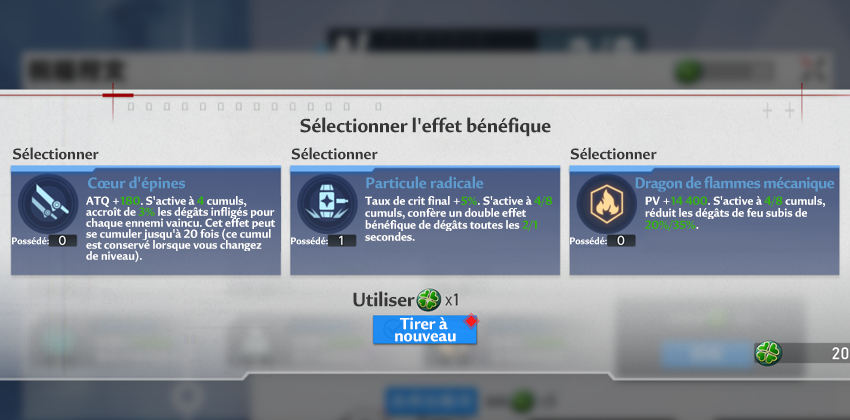 Sélectionner l'effet bénéfique
Sélectionner
Cœur d'épines
ATQ +180. S'active à 4 cumuls,
accroît de 3% les dégâts infligés pour
chaque ennemi vaincu. Cet effet peut
se cumuler jusqu'à 20 fois (ce cumul
est conservé lorsque vous changez
de niveau).
Possédé: 0
Sélectionner
Particule radicale
Taux de crit final +5%. S'active à 4/8
cumuls, confère un double effet
bénéfique de dégâts toutes les 2/1
secondes.
Possédé: 1
Sélectionner
Dragon de flammes mécanique
PV +14 400. S'active à 4/8 cumuls,
réduit les dégâts de feu subis de
20%/35%.
Possédé: 0
Utiliser x1
Tirer à
nouveau
20